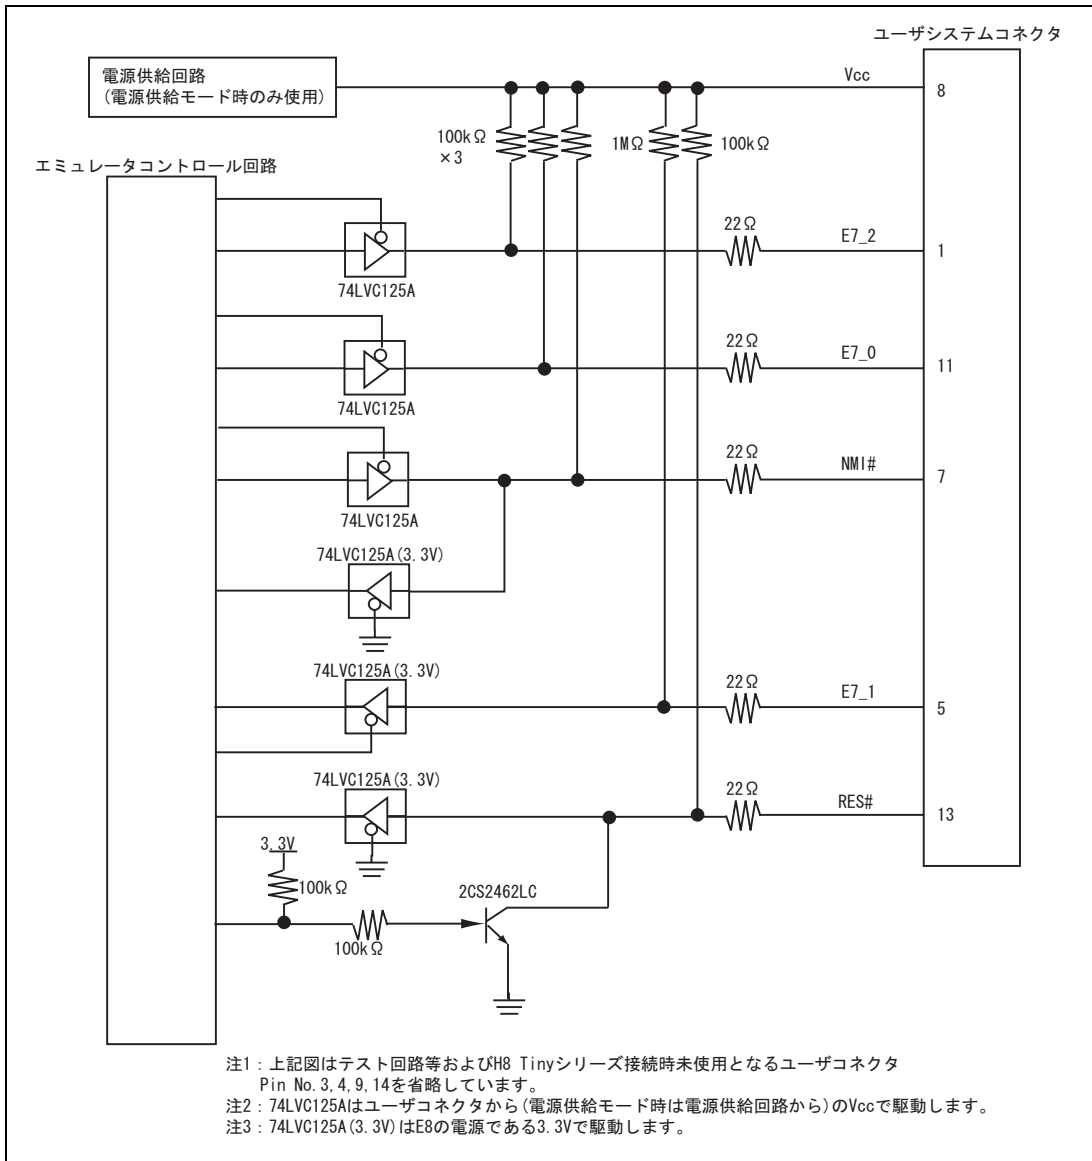 ユーザシステムコネクタ
電源供給回路
(電源供給モード時のみ使用)
Vcc
8
100kΩ
×3
1MΩ
100kΩ
エミュレータコントロール回路
22Ω
E7_2
1
74LVC125A
22Ω
E7_0
11
74LVC125A
22Ω
NMI#
7
74LVC125A
74LVC125A(3.3V)
74LVC125A(3.3V)
22Ω
E7_1
5
74LVC125A(3.3V)
22Ω
RES#
13
3.3V
100kΩ
2CS2462LC
100kΩ
注1：上記図はテスト回路等およびH8 Tinyシリーズ接続時未使用となるユーザコネクタ
Pin No.3,4,9,14を省略しています。
注2：74LVC125Aはユーザコネクタから(電源供給モード時は電源供給回路から)のVccで駆動します。
注3：74LVC125A(3.3V)はE8の電源である3.3Vで駆動します。